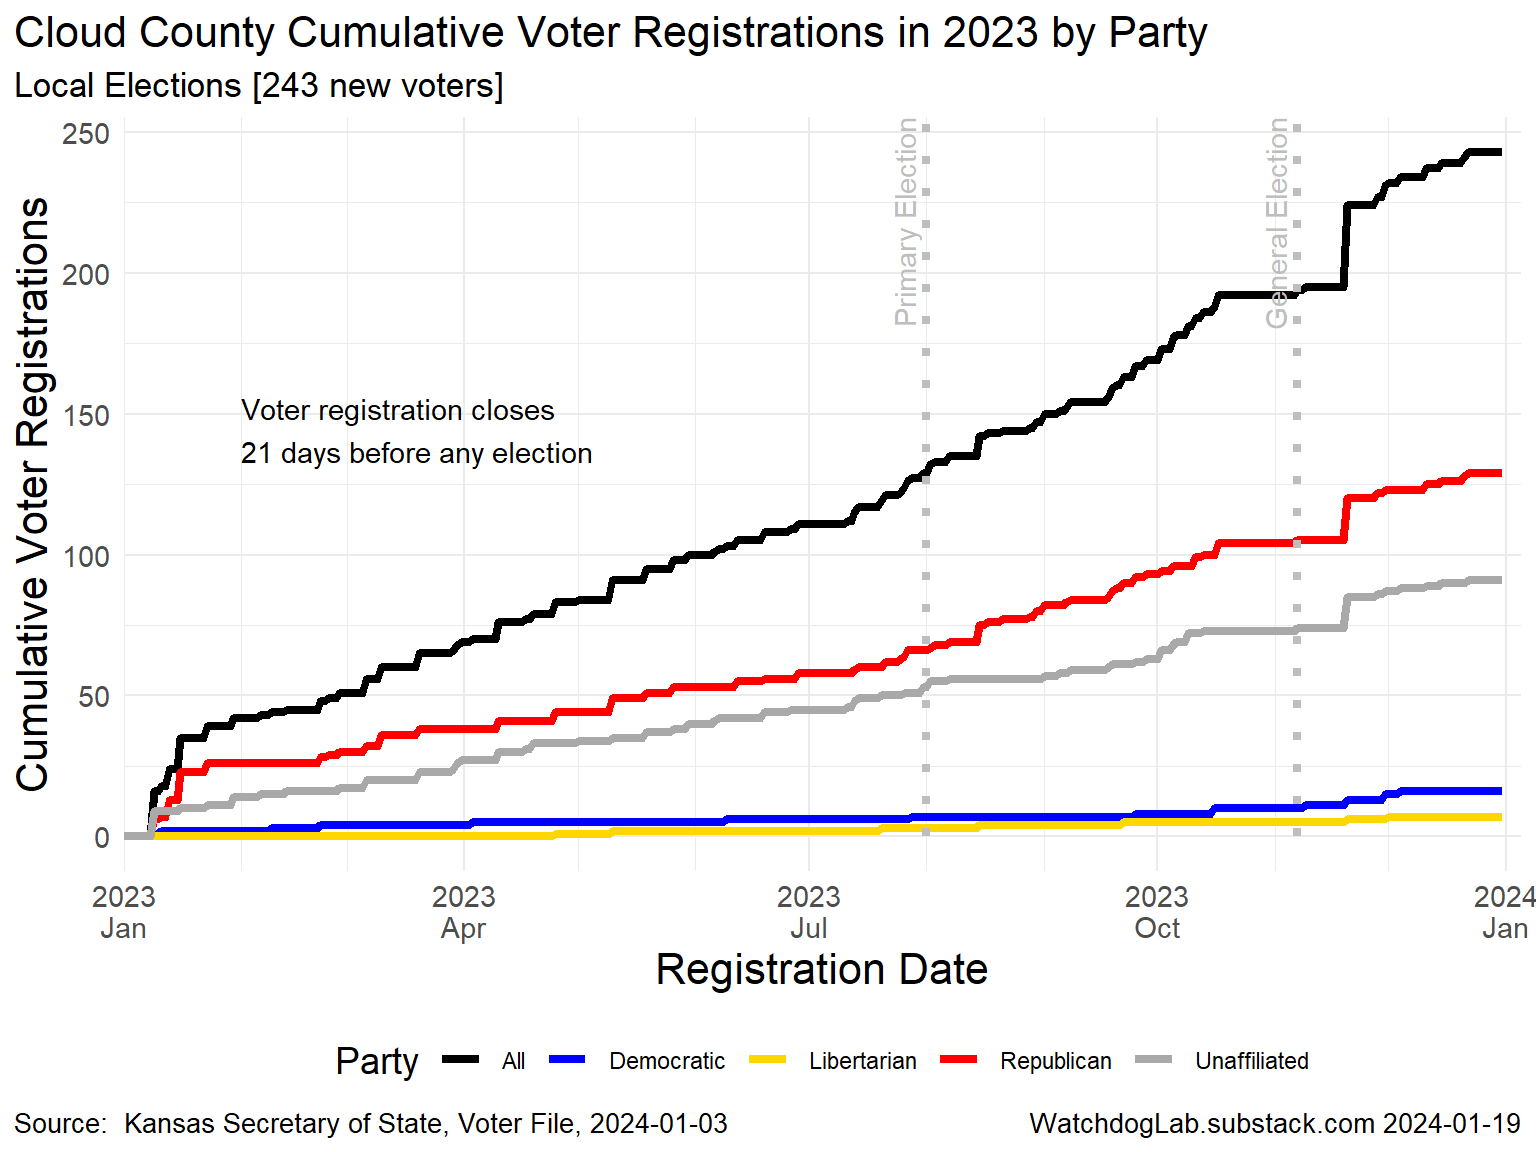 Cloud County Cumulative Voter Registrations in 2023 by Party
Local Elections [243 new voters]
Cumulative Voter Registrations
250
200
150
100
50
0
Primary Election
General Election
Voter registration closes
21 days before any election
2023
Jan
2023
Apr
2023
Jul
2023
Oct
2024
Jan
Registration Date
Party
All
Democratic
Libertarian
Republican
Unaffiliated
Source:  Kansas Secretary of State, Voter File, 2024-01-03
WatchdogLab.substack.com 2024-01-19